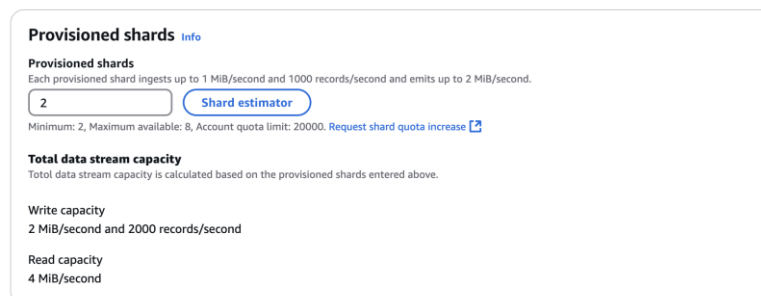 Provisioned shards Info
Provisioned shards
Each provisioned shard ingests up to 1 MiB/second and 1000 records/second and emits up to 2 MiB/second.
2 Shard estimator
Minimum: 2, Maximum available: 8, Account quota limit: 20000. Request shard quota increase
Total data stream capacity
Totol data stream capacity is calculated based on the provisioned shards entered above.
Write capacity
2 MiB/second and 2000 records/second
Read capacity
4 MiB/second